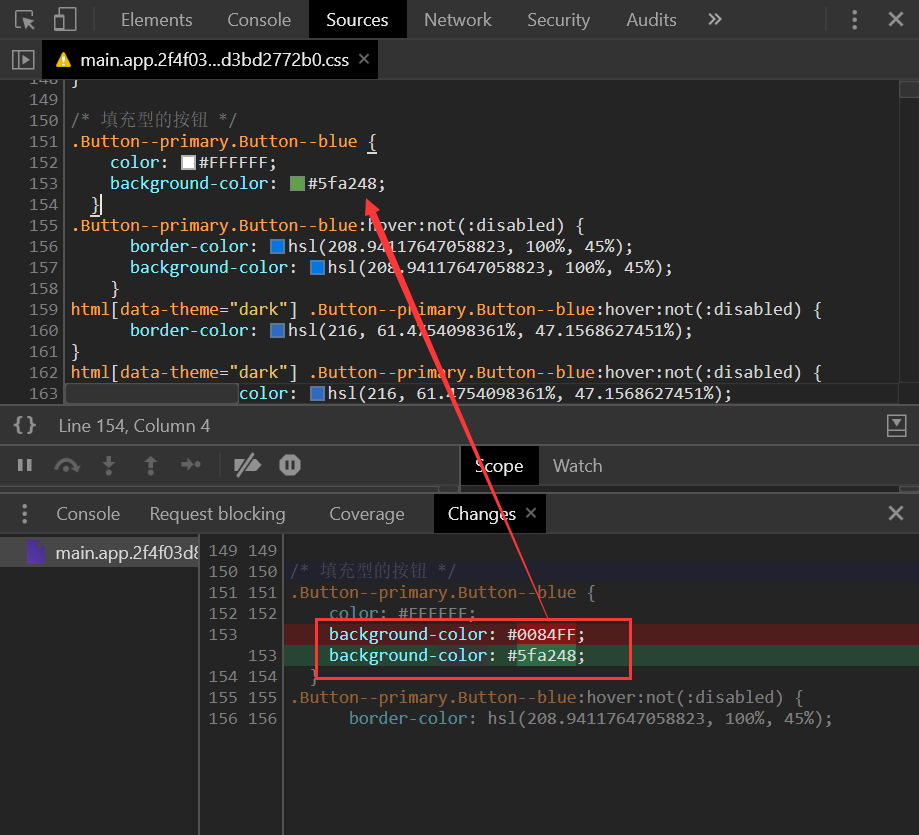 Elements Console Sources Network Security Audits »
main.app.2f4f03...d3bd2772b0.css ×
148 }
149
150 /* 填充型的按钮 */
151 .Button--primary.Button--blue {
152 color: #FFFFFF;
153 background-color: #5fa248;
154 }
155 .Button--primary.Button--blue:hover:not(:disabled) {
156 border-color: hsl(208.94117647058823, 100%, 45%);
157 background-color: hsl(208.94117647058823, 100%, 45%);
158 }
159 html[data-theme="dark"] .Button--primary.Button--blue:hover:not(:disabled) {
160 border-color: hsl(216, 61.4754098361%, 47.1568627451%);
161 }
162 html[data-theme="dark"] .Button--primary.Button--blue:hover:not(:disabled) {
163 color: hsl(216, 61.4754098361%, 47.1568627451%);
{} Line 154, Column 4
Scope Watch
Console Request blocking Coverage Changes ×
main.app.2f4f03d8
149 149
150 150 /* 填充型的按钮 */
151 151 .Button--primary.Button--blue {
152 152 color: #FFFFFF;
153 background-color: #0084FF;
153 background-color: #5fa248;
154 154 }
155 155 .Button--primary.Button--blue:hover:not(:disabled) {
156 156 border-color: hsl(208.94117647058823, 100%, 45%);